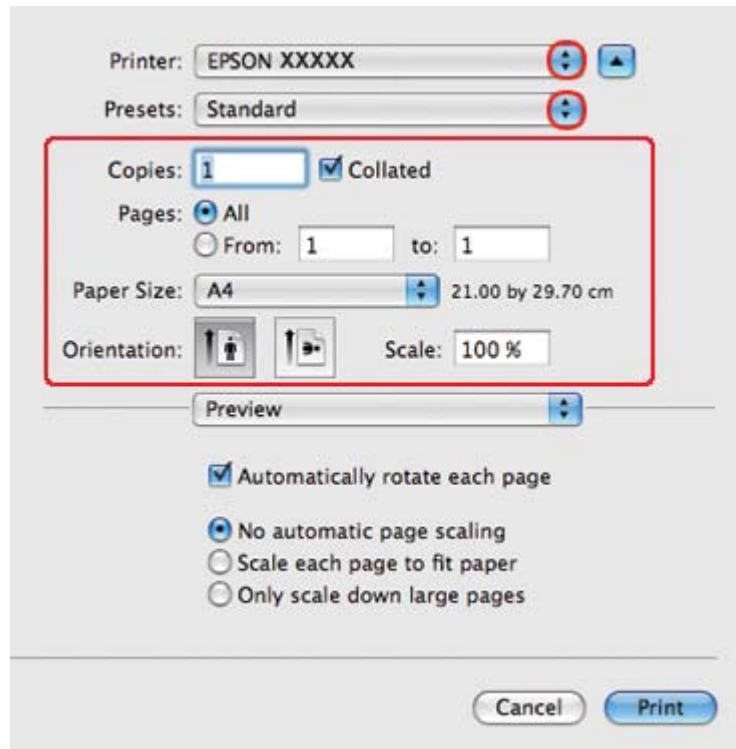 Printer: EPSON XXXXX
Presets: Standard
Copies: 1 Collated
Pages: All
From: 1 to: 1
Paper Size: A4 21.00 by 29.70 cm
Orientation: Scale: 100 %
Preview
Automatically rotate each page
No automatic page scaling
Scale each page to fit paper
Only scale down large pages
Cancel Print